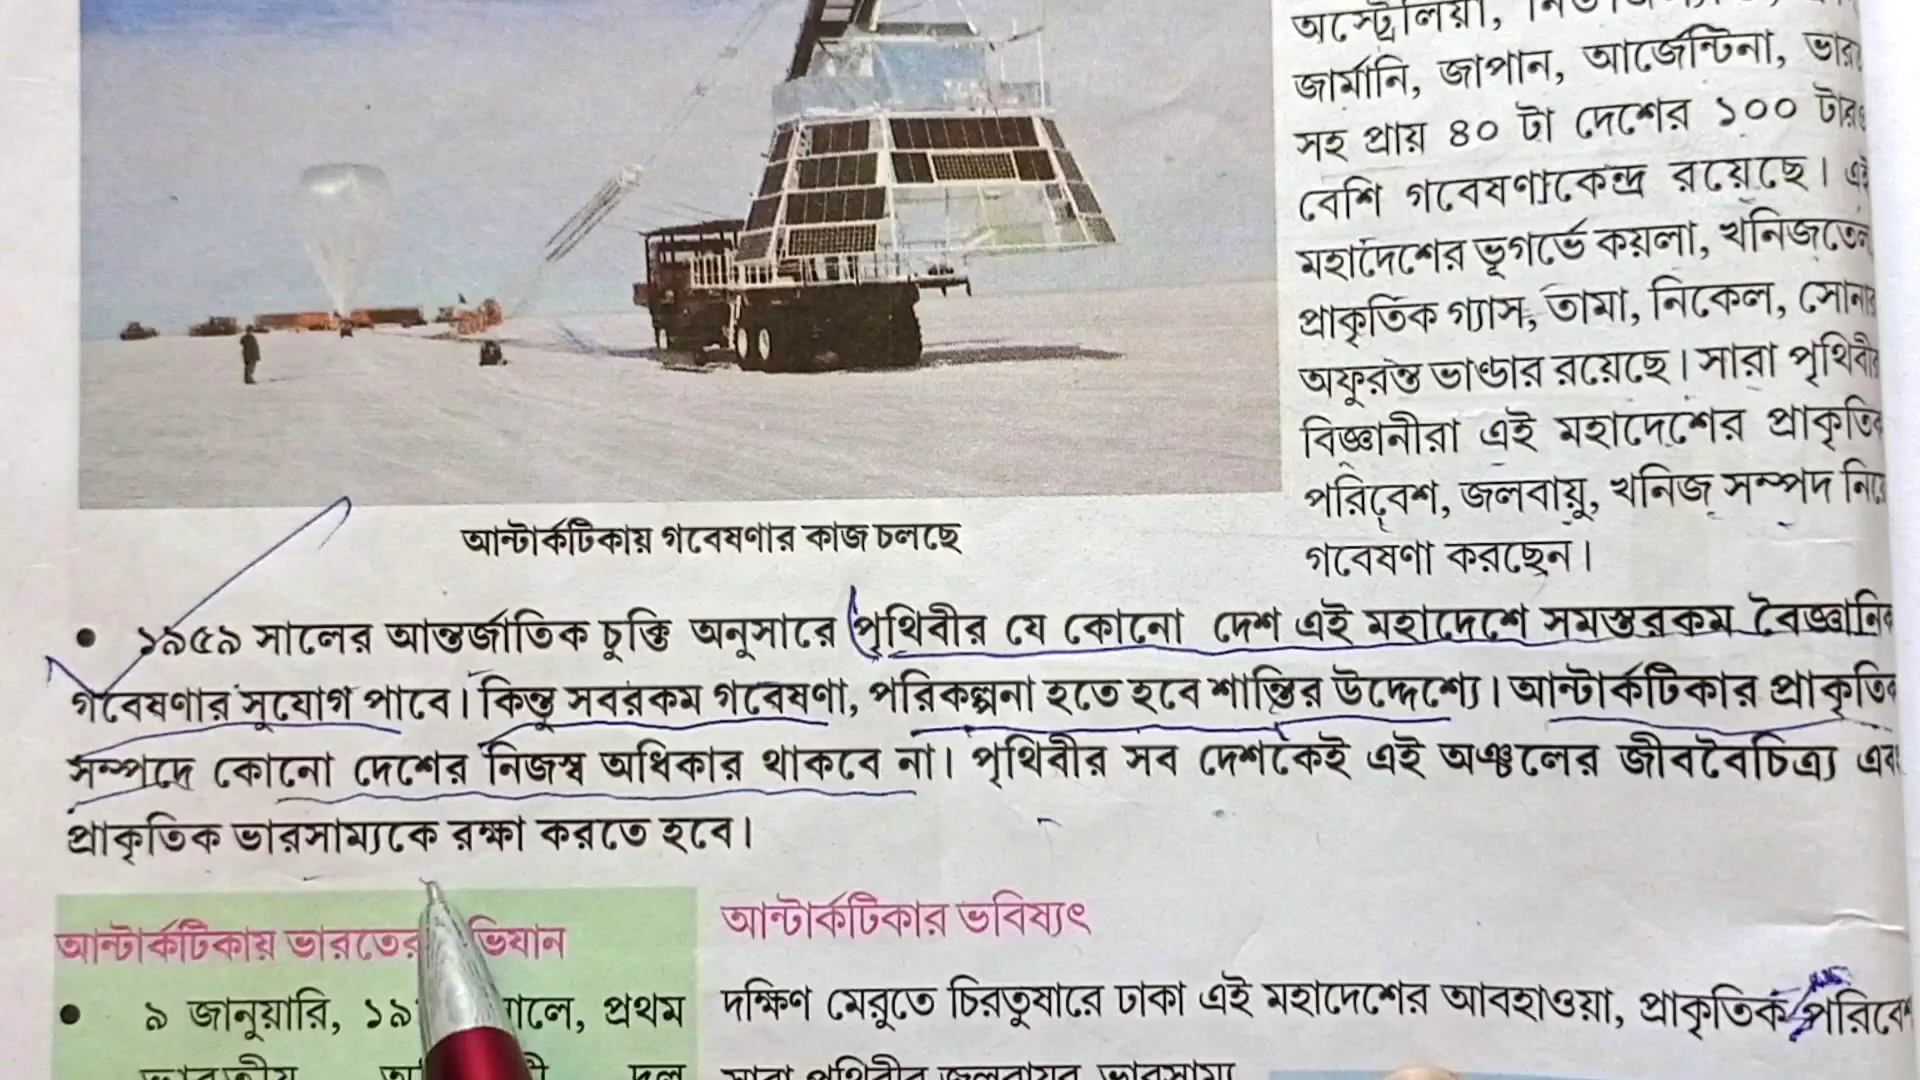 অস্ট্রেলিয়া,
জার্মানি, জাপান, আর্জেন্টিনা,
সহ প্রায় ৪০ টা দেশের ১০০ টারও
বেশি গবেষণাকেন্দ্র রয়েছে। এই
মহাদেশের ভূগর্ভে কয়লা, খনিজতেল,
প্রাকৃতিক গ্যাস, তামা, নিকেল, সোনার
অফুরন্ত ভাণ্ডার রয়েছে। সারা পৃথিবীর
বিজ্ঞানীরা এই মহাদেশের প্রাকৃতিক
পরিবেশ, জলবায়ু, খনিজ সম্পদ নিয়ে
গবেষণা করছেন।
আন্টার্কটিকায় গবেষণার কাজ চলছে
• ১৯৫৯ সালের আন্তর্জাতিক চুক্তি অনুসারে পৃথিবীর যে কোনো দেশ এই মহাদেশে সমস্তরকম বৈজ্ঞানিক
গবেষণার সুযোগ পাবে। কিন্তু সবরকম গবেষণা, পরিকল্পনা হতে হবে শান্তির উদ্দেশ্যে। আন্টার্কটিকার প্রাকৃতিক
সম্পদে কোনো দেশের নিজস্ব অধিকার থাকবে না। পৃথিবীর সব দেশকেই এই অঞ্চলের জীববৈচিত্র্য এবং
প্রাকৃতিক ভারসাম্যকে রক্ষা করতে হবে।
আন্টার্কটিকায় ভারতের
• ৯ জানুয়ারি, প্রথম
আন্টার্কটিকার ভবিষ্যৎ
দক্ষিণ মেরুতে চিরতুষারে ঢাকা এই মহাদেশের আবহাওয়া, প্রাকৃতিক পরিবেশ